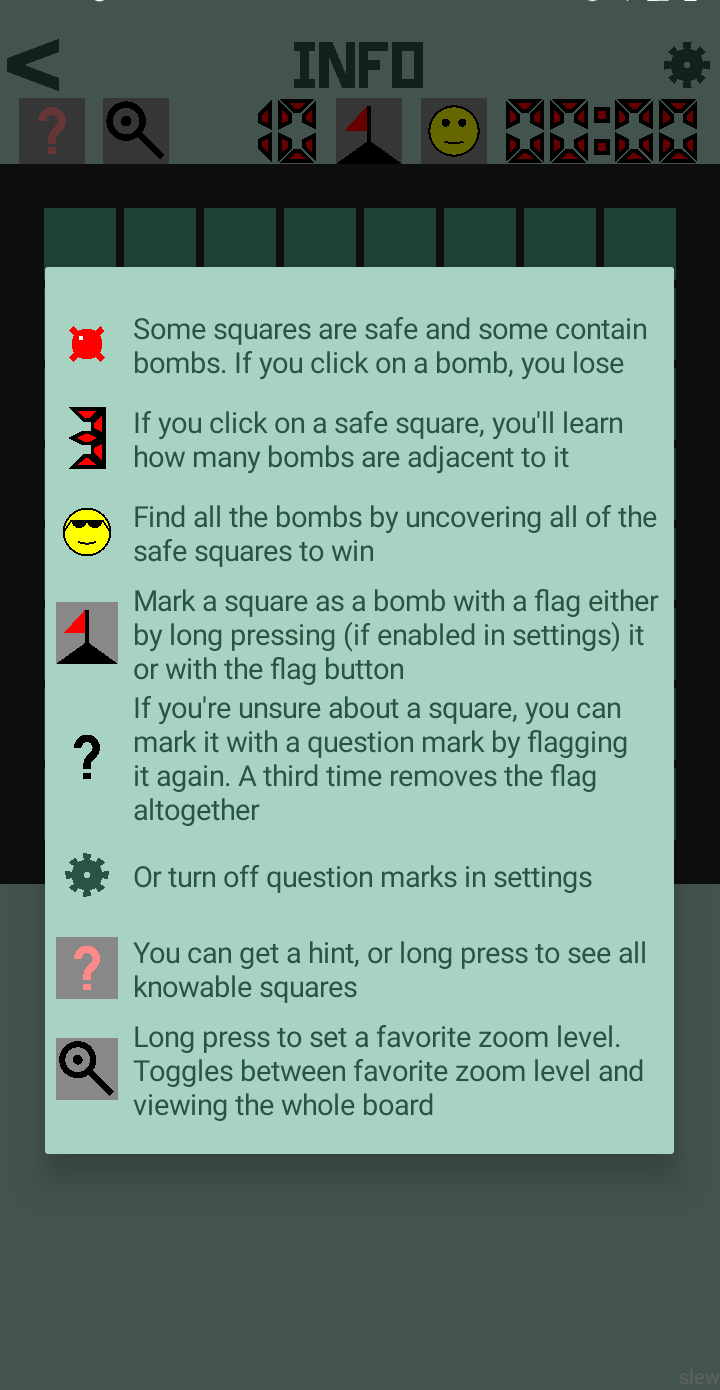 < INFO
? 10 00:00
Some squares are safe and some contain
bombs. If you click on a bomb, you lose
3
If you click on a safe square, you'll learn
how many bombs are adjacent to it
Find all the bombs by uncovering all of the
safe squares to win
Mark a square as a bomb with a flag either
by long pressing (if enabled in settings) it
or with the flag button
If you're unsure about a square, you can
?
mark it with a question mark by flagging
it again. A third time removes the flag
altogether
Or turn off question marks in settings
?
You can get a hint, or long press to see all
knowable squares
Long press to set a favorite zoom level.
Toggles between favorite zoom level and
viewing the whole board
slew